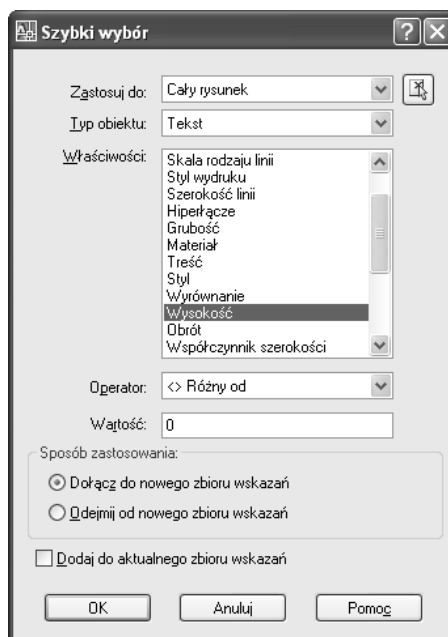 Szybki wybór
Zastosuj do: Cały rysunek
Typ obiektu: Tekst
Właściwości: Skala rodzaju linii
Styl wydruku
Szerokość linii
Hiperłącze
Grubość
Materiał
Treść
Styl
Wyrównanie
Wysokość
Obrót
Współczynnik szerokości
Operator: <> Różny od
Wartość: 0
Sposób zastosowania:
Dołącz do nowego zbioru wskazań
Odejmij od nowego zbioru wskazań
Dodaj do aktualnego zbioru wskazań
OK Anuluj Pomoc